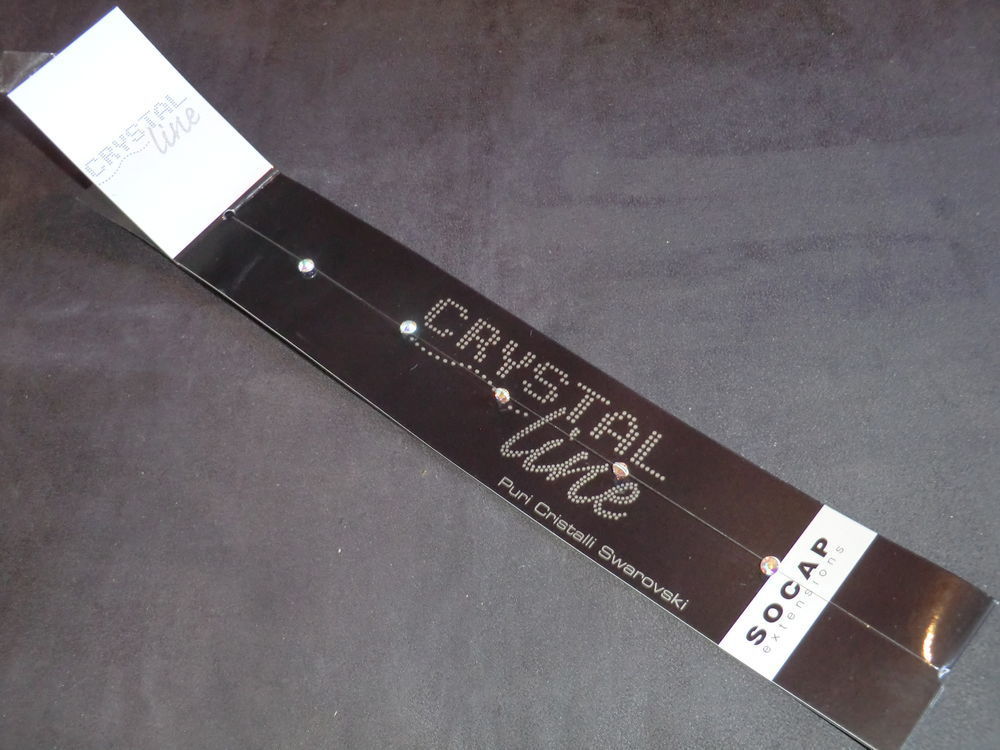 CRYSTAL
line
CRYSTAL
line
Puri Cristalli Swarovski
SOCAP
extensions